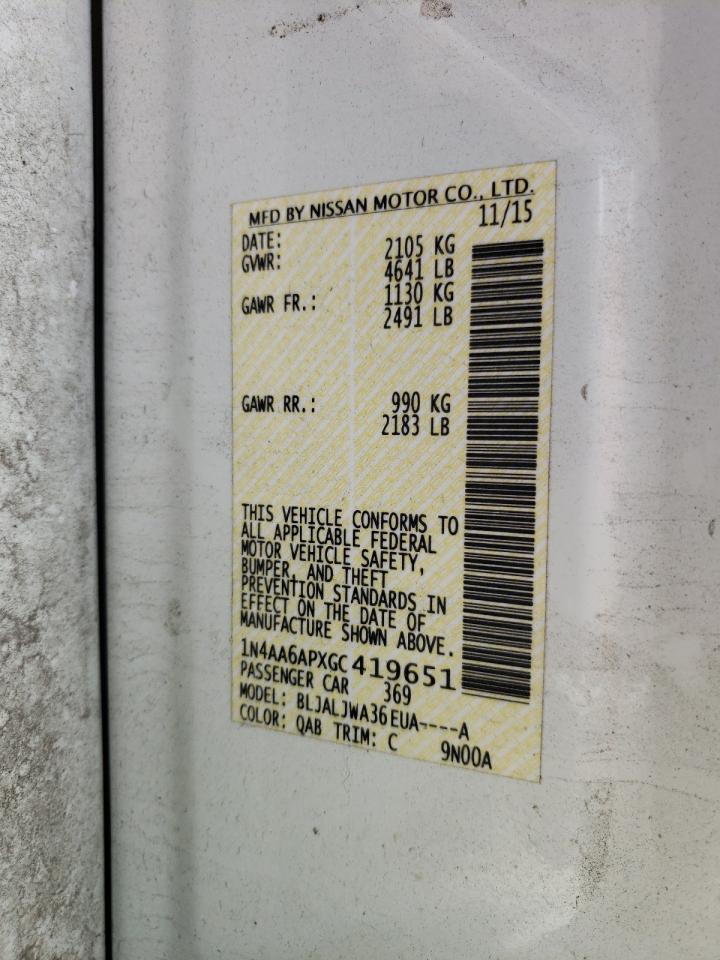 MFD BY NISSAN MOTOR CO., LTD.
DATE: 11/15
GVWR: 2105 KG
4641 LB
GAWR FR.: 1130 KG
2491 LB
GAWR RR.: 990 KG
2183 LB
THIS VEHICLE CONFORMS TO
ALL APPLICABLE FEDERAL
MOTOR VEHICLE SAFETY,
BUMPER, AND THEFT
PREVENTION STANDARDS IN
EFFECT ON THE DATE OF
MANUFACTURE SHOWN ABOVE.
1N4AA6APXGC419651
PASSENGER CAR 369
MODEL: BLJALJWA36EUA----A
COLOR: QAB TRIM: C 9N00A